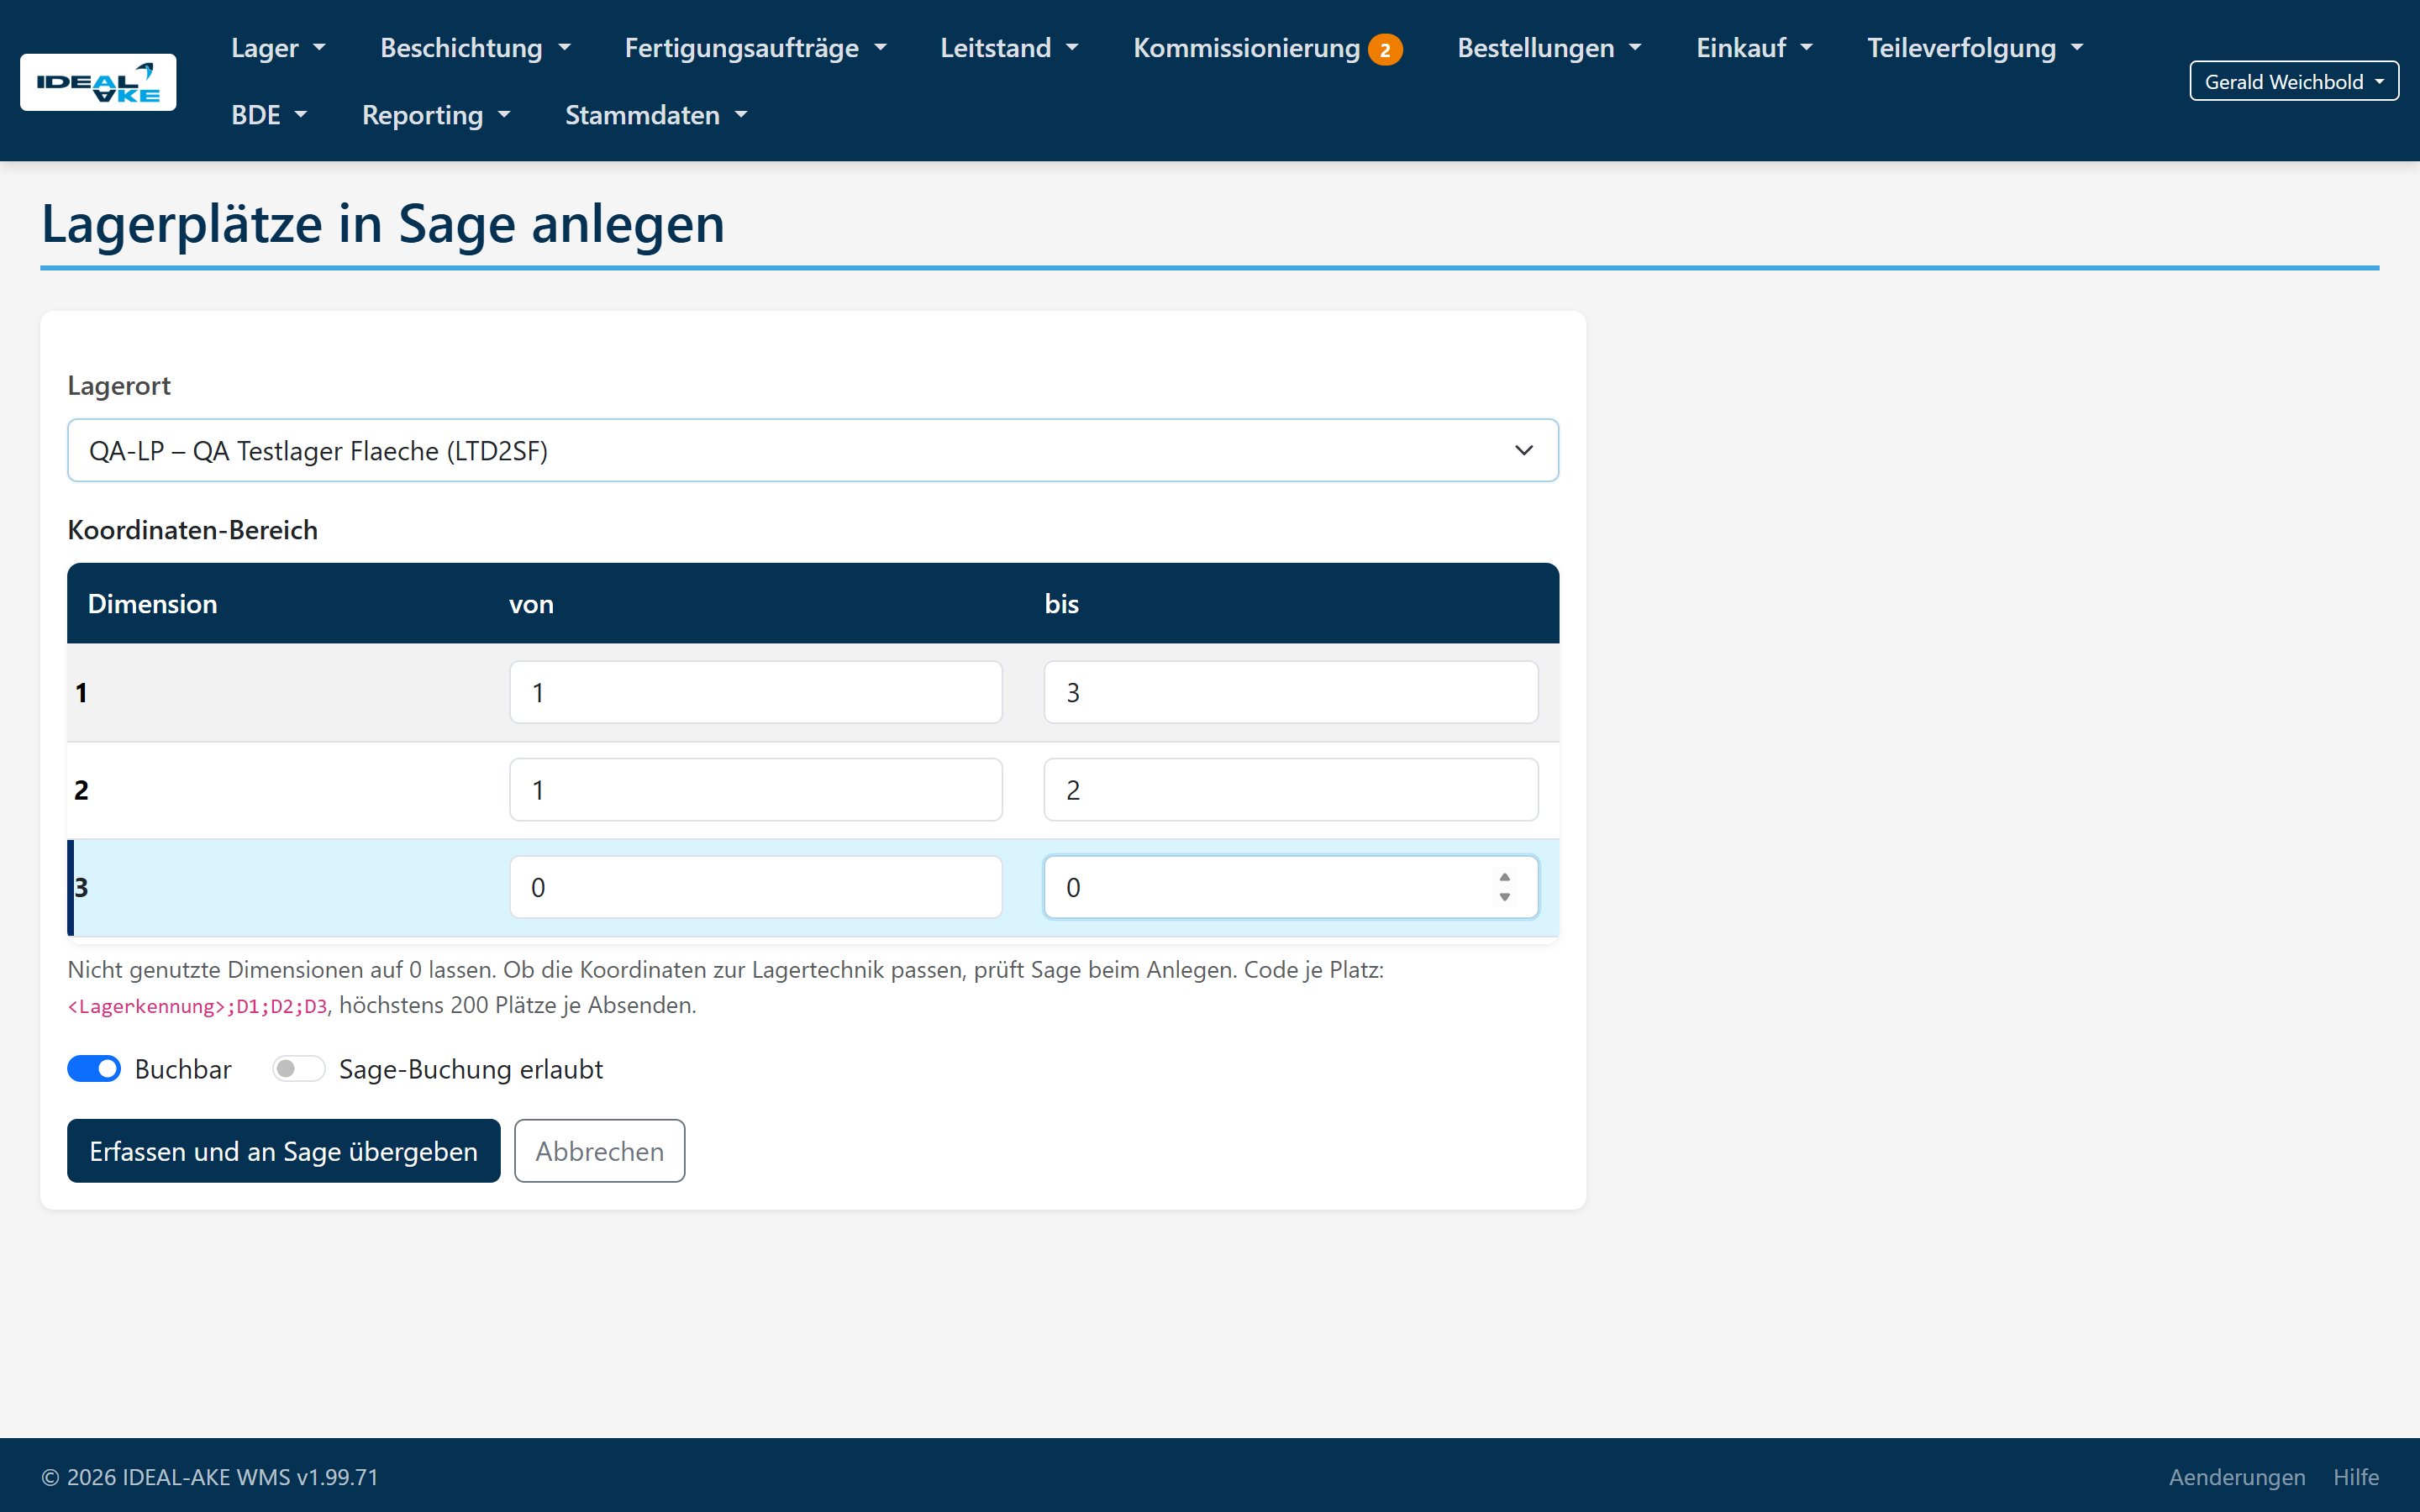 IDEAL AKE
Lager
Beschichtung
Fertigungsaufträge
Leitstand
Kommissionierung 2
Bestellungen
Einkauf
Teileverfolgung
BDE
Reporting
Stammdaten
Gerald Weichbold
Lagerplätze in Sage anlegen
Lagerort
QA-LP – QA Testlager Flaeche (LTD2SF)
Koordinaten-Bereich
Dimension von bis
1 1 3
2 1 2
3 0 0
Nicht genutzte Dimensionen auf 0 lassen. Ob die Koordinaten zur Lagertechnik passen, prüft Sage beim Anlegen. Code je Platz:
<Lagerkennung>;D1;D2;D3, höchstens 200 Plätze je Absenden.
Buchbar Sage-Buchung erlaubt
Erfassen und an Sage übergeben Abbrechen
© 2026 IDEAL-AKE WMS v1.99.71
Aenderungen Hilfe